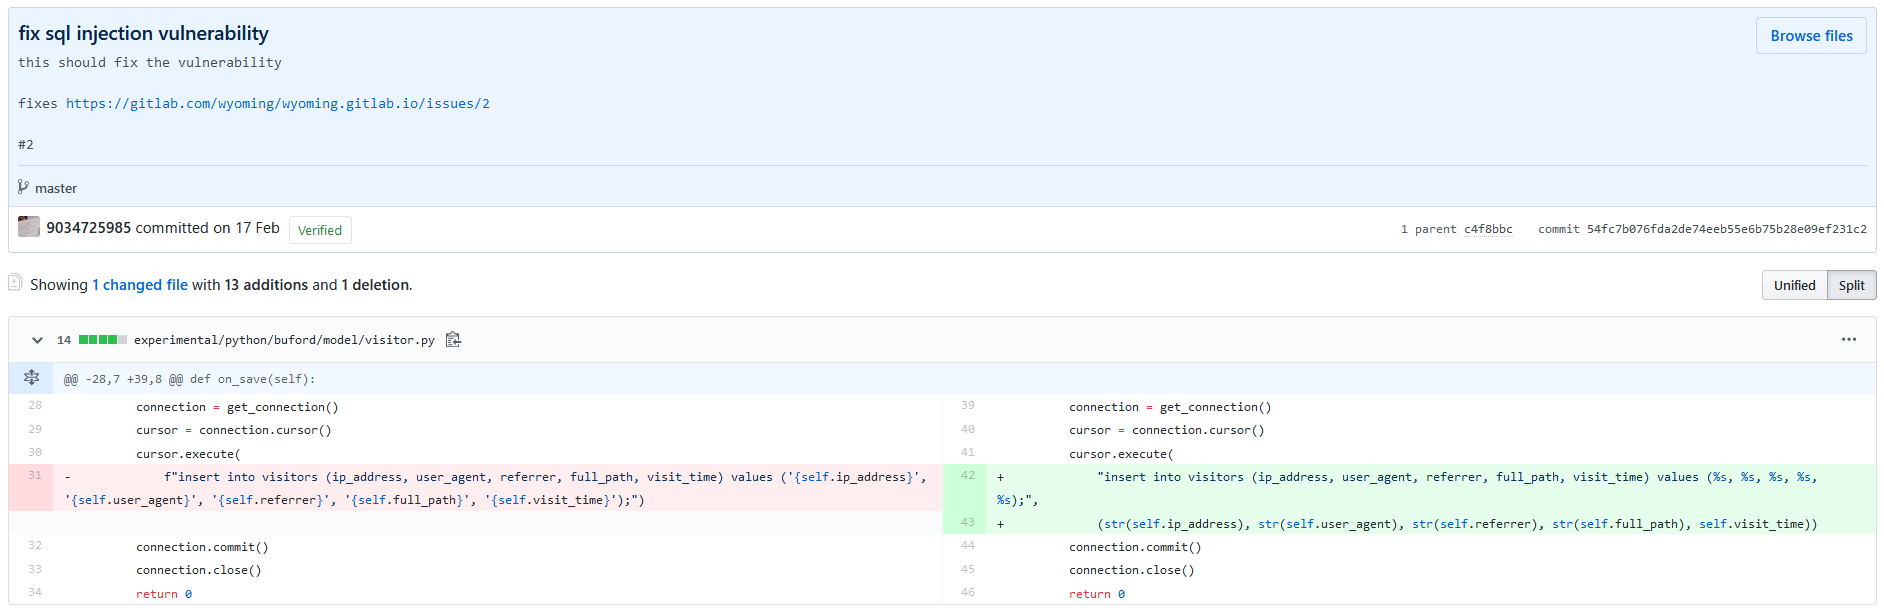 fix sql injection vulnerability
Browse files
this should fix the vulnerability
fixes https://gitlab.com/wyoming/wyoming.gitlab.io/issues/2
#2
master
9034725985 committed on 17 Feb Verified
1 parent c4f8bbc commit 54fc7b076fda2de74eeb55e6b75b28e09ef231c2
Showing 1 changed file with 13 additions and 1 deletion.
Unified Split
14 experimental/python/buford/model/visitor.py
@@ -28,7 +39,8 @@ def on_save(self):
28 connection = get_connection()
29 cursor = connection.cursor()
30 cursor.execute(
31 - f"insert into visitors (ip_address, user_agent, referrer, full_path, visit_time) values ('{self.ip_address}',
'{self.user_agent}', '{self.referrer}', '{self.full_path}', '{self.visit_time}');")
32 connection.commit()
33 connection.close()
34 return 0
39 connection = get_connection()
40 cursor = connection.cursor()
41 cursor.execute(
42 + "insert into visitors (ip_address, user_agent, referrer, full_path, visit_time) values (%s, %s, %s, %s,
%s);",
43 + (str(self.ip_address), str(self.user_agent), str(self.referrer), str(self.full_path), self.visit_time))
44 connection.commit()
45 connection.close()
46 return 0